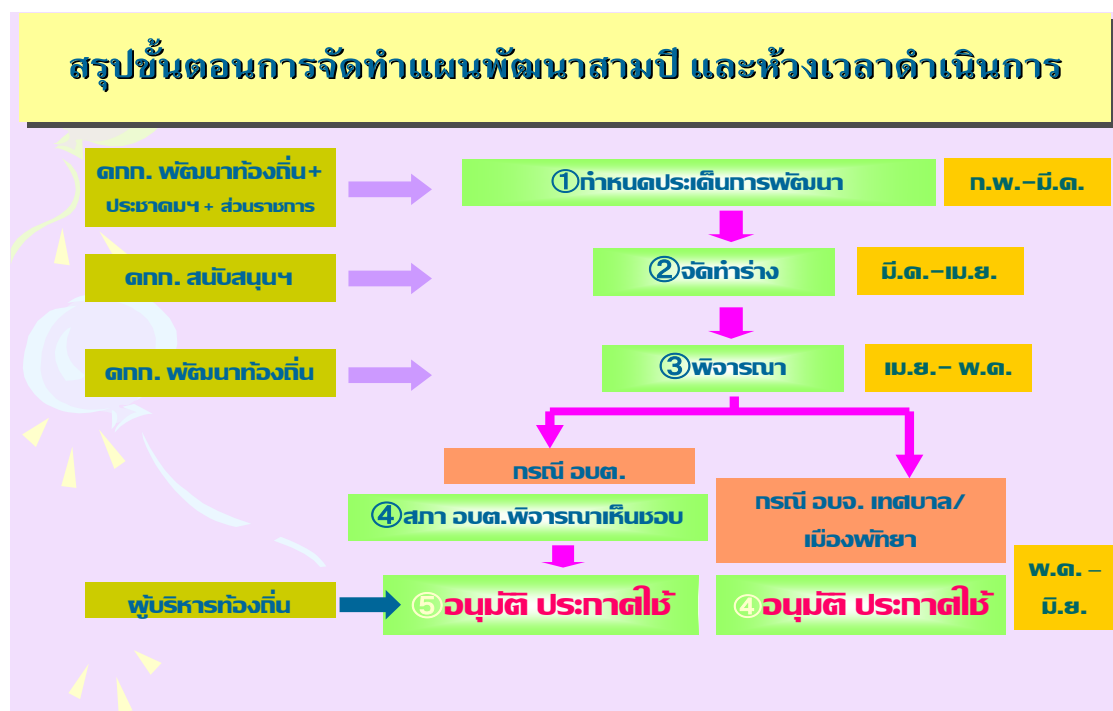 สรุปขั้นตอนการจัดทำแผนพัฒนาสามปี และห้วงเวลาดำเนินการ
คกก. พัฒนาท้องถิ่น+
ประชาคมฯ + ส่วนราชการ
①กำหนดประเด็นการพัฒนา
ก.พ.-มี.ค.
คกก. สนับสนุนฯ
②จัดทำร่าง
มี.ค.-เม.ย.
คกก. พัฒนาท้องถิ่น
③พิจารณา
เม.ย.- พ.ค.
กรณี อบต.
④สภา อบต.พิจารณาเห็นชอบ
กรณี อบจ. เทศบาล/
เมืองพัทยา
ผู้บริหารท้องถิ่น
⑤อนุมัติ ประกาศใช้
④อนุมัติ ประกาศใช้
พ.ค. –
มิ.ย.